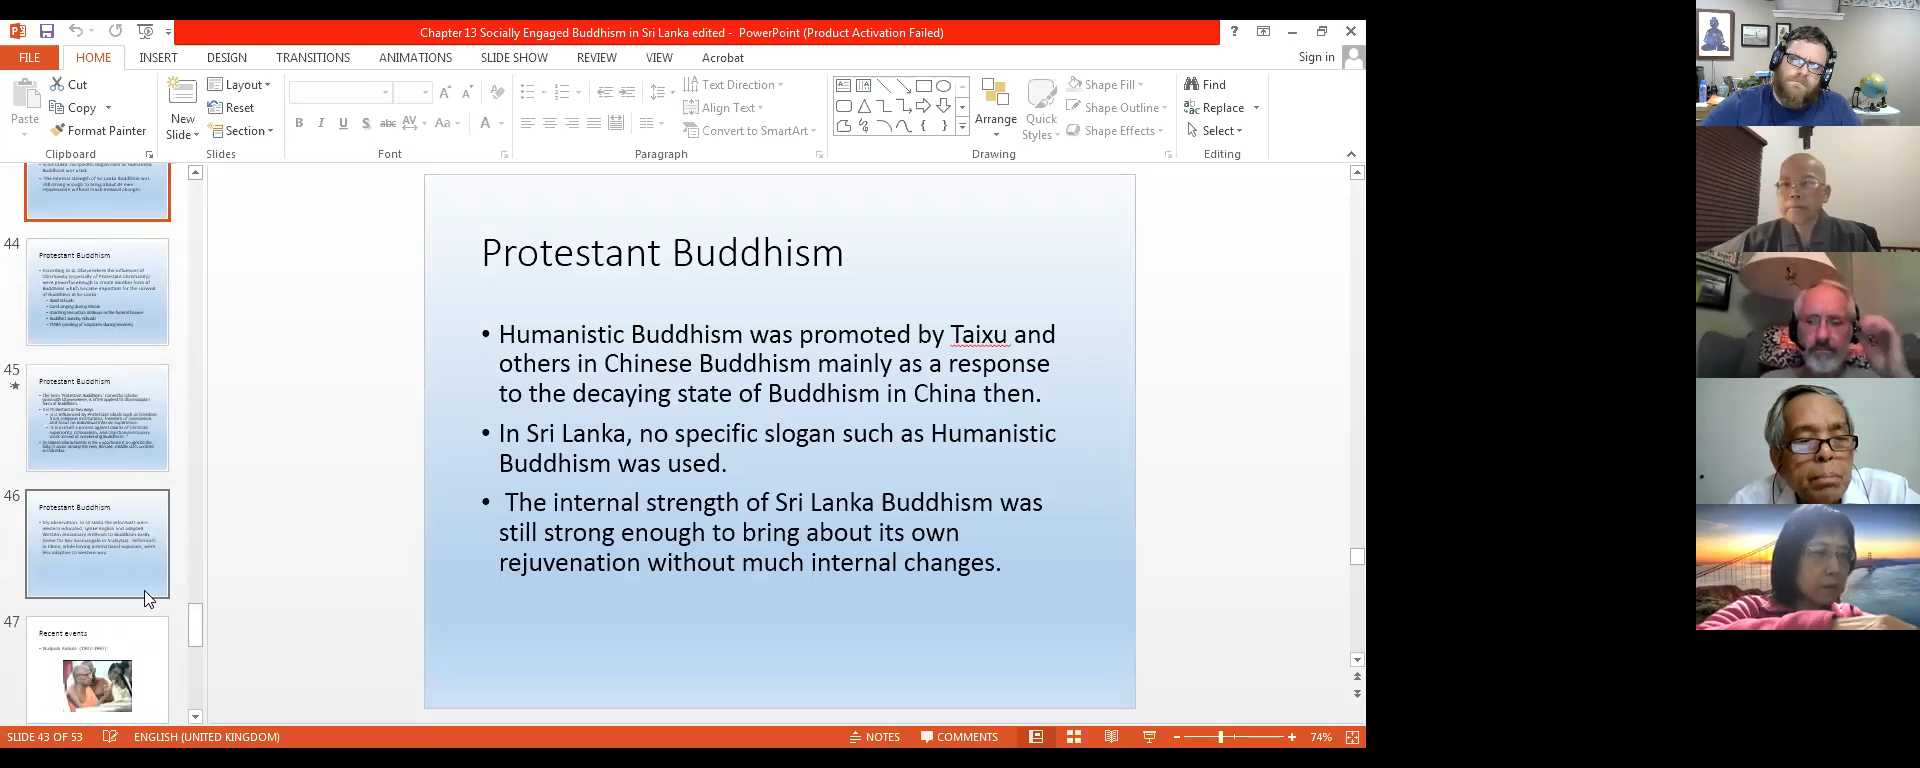 Chapter 13 Socially Engaged Buddhism in Sri Lanka edited - PowerPoint (Product Activation Failed)
FILE HOME INSERT DESIGN TRANSITIONS ANIMATIONS SLIDE SHOW REVIEW VIEW Acrobat Sign in
Paste
Cut
Copy
Format Painter
Clipboard
New
Slide
Layout
Reset
Section
Slides
Font
Text Direction
Align Text
Convert to SmartArt
Paragraph
Arrange
Quick
Styles
Shape Fill
Shape Outline
Shape Effects
Drawing
Find
Replace
Select
Editing
Buddhism was used.
44
Protestant Buddhism
45
Protestant Buddhism
46
Protestant Buddhism
47
Recent events
Protestant Buddhism
• Humanistic Buddhism was promoted by Taixu and
others in Chinese Buddhism mainly as a response
to the decaying state of Buddhism in China then.
• In Sri Lanka, no specific slogan such as Humanistic
Buddhism was used.
• The internal strength of Sri Lanka Buddhism was
still strong enough to bring about its own
rejuvenation without much internal changes.
SLIDE 43 OF 53 ENGLISH (UNITED KINGDOM) NOTES COMMENTS 74%